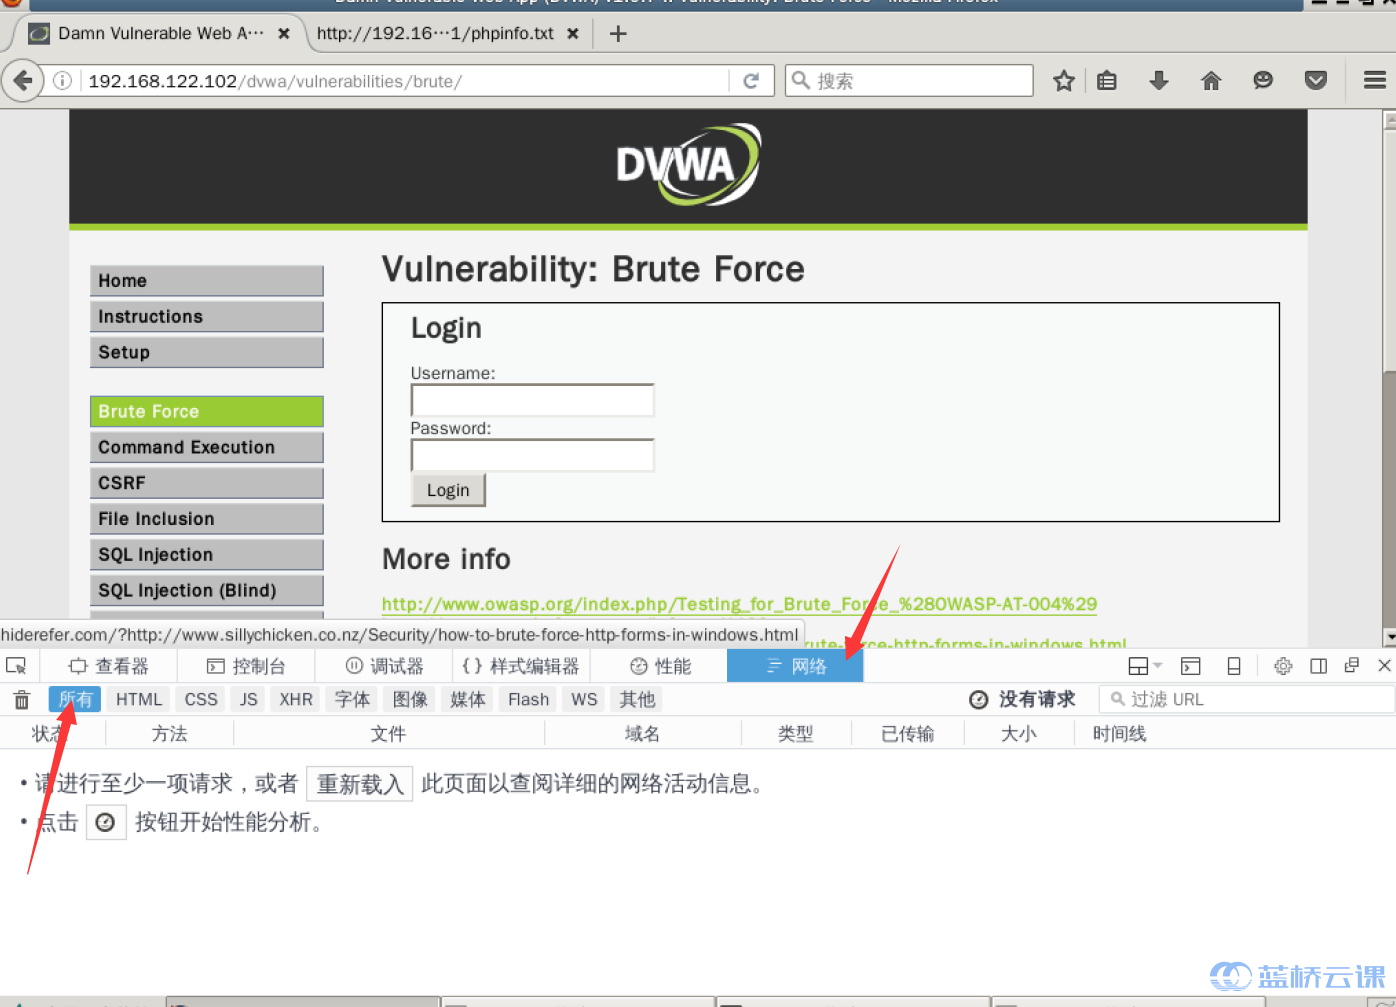 Damn Vulnerable Web A··· × http://192.16···1/phpinfo.txt × +
192.168.122.102/dvwa/vulnerabilities/brute/ 搜索
DVWA
Home
Instructions
Setup
Brute Force
Command Execution
CSRF
File Inclusion
SQL Injection
SQL Injection (Blind)
Vulnerability: Brute Force
Login
Username:
Password:
Login
More info
http://www.owasp.org/index.php/Testing_for_Brute_Force_%28OWASP-AT-004%29
rute-force-http-forms-in-windows.html
hiderefer.com/?http://www.sillychicken.co.nz/Security/how-to-brute-force-http-forms-in-windows.html
查看器 控制台 调试器 {} 样式编辑器 性能 网络
所有 HTML CSS JS XHR 字体 图像 媒体 Flash WS 其他 没有请求 过滤 URL
状态 方法 文件 域名 类型 已传输 大小 时间线
• 请进行至少一项请求，或者 重新载入 此页面以查阅详细的网络活动信息。
• 点击 按钮开始性能分析。
蓝桥云课